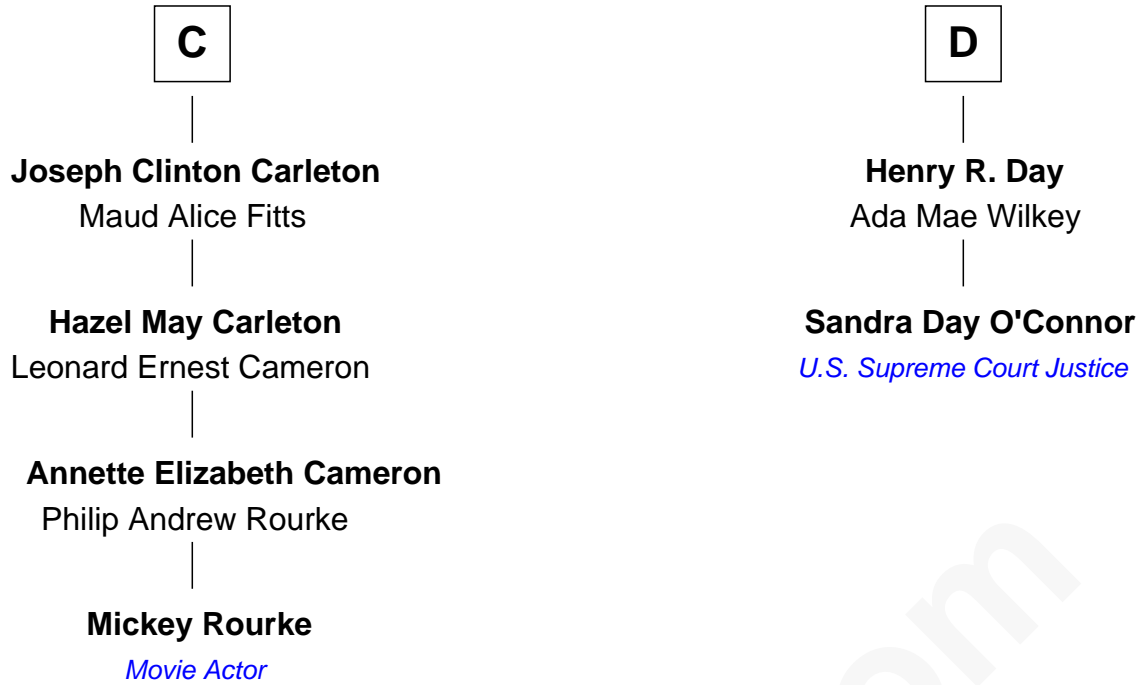 C
Joseph Clinton Carleton
Maud Alice Fitts
Hazel May Carleton
Leonard Ernest Cameron
Annette Elizabeth Cameron
Philip Andrew Rourke
Mickey Rourke
Movie Actor
D
Henry R. Day
Ada Mae Wilkey
Sandra Day O'Connor
U.S. Supreme Court Justice
om